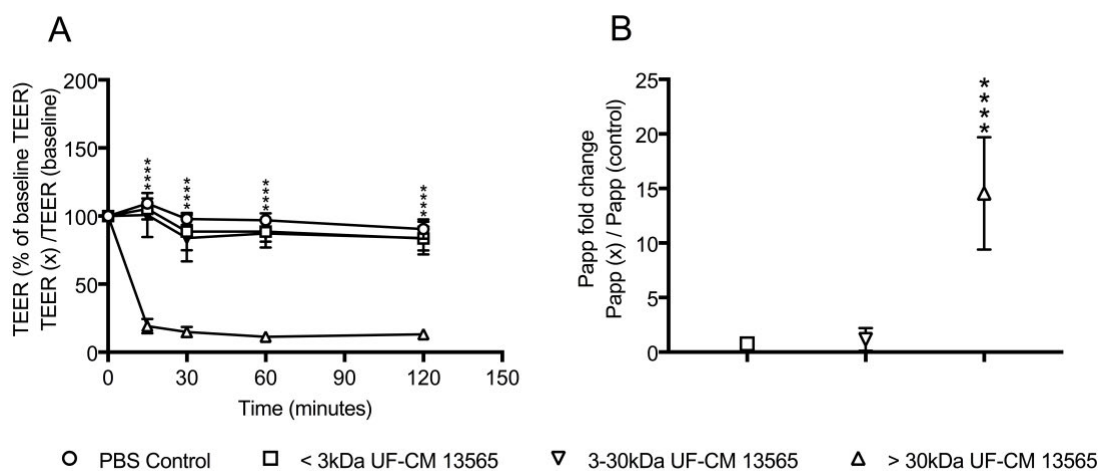 A
B
TEER (% of baseline TEER)
TEER (x) /TEER (baseline)
200
150
100
50
0
****
****
****
****
0 30 60 90 120 150
Time (minutes)
Papp fold change
Papp (x) / Papp (control)
25
20
15
10
5
0
****
PBS Control
< 3kDa UF-CM 13565
3-30kDa UF-CM 13565
> 30kDa UF-CM 13565